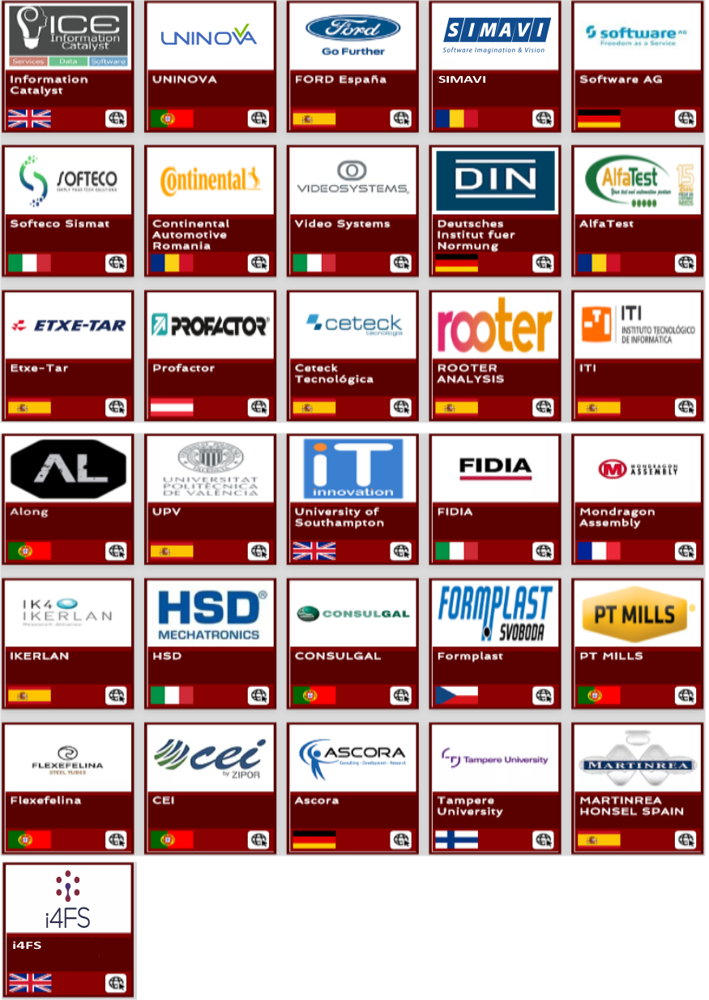 ICE
Information
Catalyst
Services Data Software
Information
Catalyst
UNINOVA
UNINOVA
Ford
Go Further
FORD España
SIMAVI
Software Imagination & Vision
SIMAVI
software AG
Freedom as a Service
Software AG
SOFTECO
SIMPLY YOUR TECH SOLUTIONS
Softeco Sismat
Continental
Continental
Automotive
Romania
VIDEOSYSTEMS
Video Systems
DIN
Deutsches
Institut fuer
Normung
AlfaTest
Your test and automation partner
15
Years
AlfaTest
ETXE-TAR
Etxe-Tar
PROFACTOR®
Profactor
ceteck
tecnología
Ceteck
Tecnológica
rooter
ROOTER
ANALYSIS
ITI
INSTITUTO TECNOLÓGICO
DE INFORMÁTICA
ITI
AL
Along
UNIVERSITAT
POLITÈCNICA
DE VALÈNCIA
UPV
iT
innovation
University of
Southampton
FIDIA
FIDIA
MONDRAGON
ASSEMBLY
Mondragon
Assembly
IK4
IKERLAN
Research Alliance
IKERLAN
HSD®
MECHATRONICS
HSD
CONSULGAL
CONSULGAL
FORMPLAST
SVOBODA
Formplast
PT MILLS
PT MILLS
FLEXEFELINA
STEEL TUBES
Flexefelina
cei
by ZIPOR
CEI
ASCORA
Consulting - Development - Research
Ascora
Tampere University
Tampere
University
MARTINREA
MARTINREA
HONSEL SPAIN
i4FS
i4FS